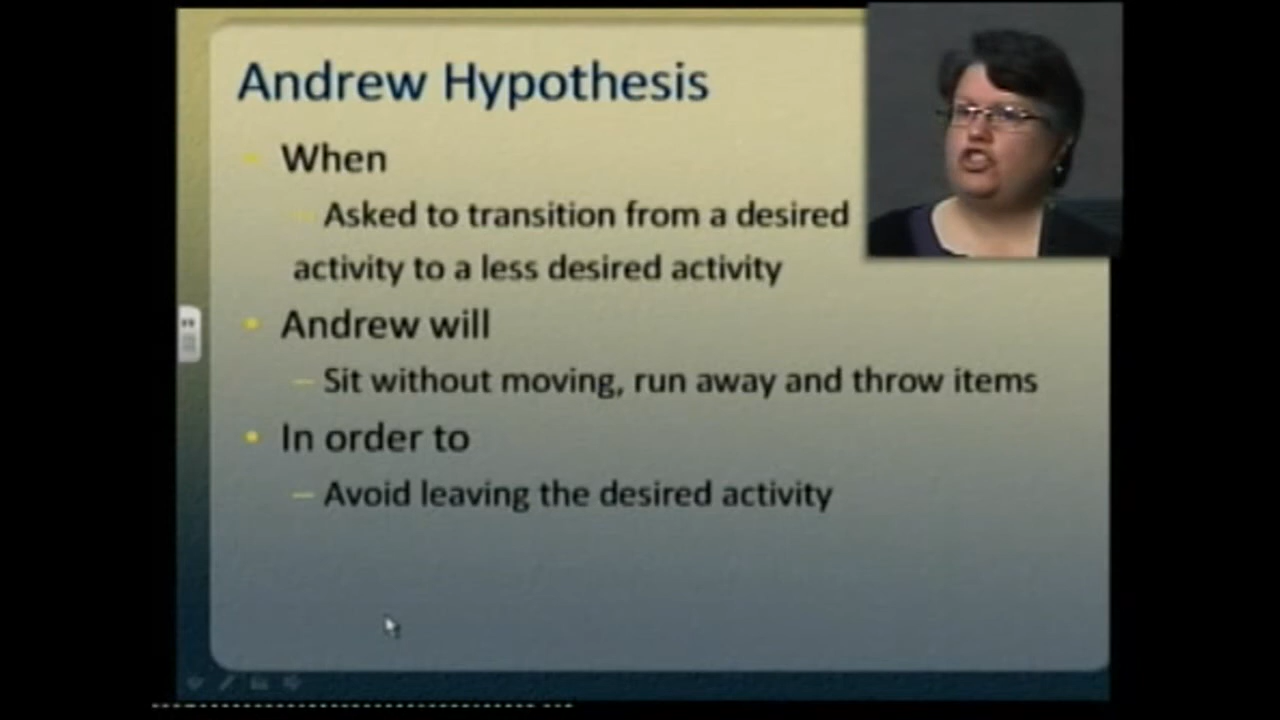 Andrew Hypothesis
• When
– Asked to transition from a desired
activity to a less desired activity
• Andrew will
– Sit without moving, run away and throw items
• In order to
– Avoid leaving the desired activity